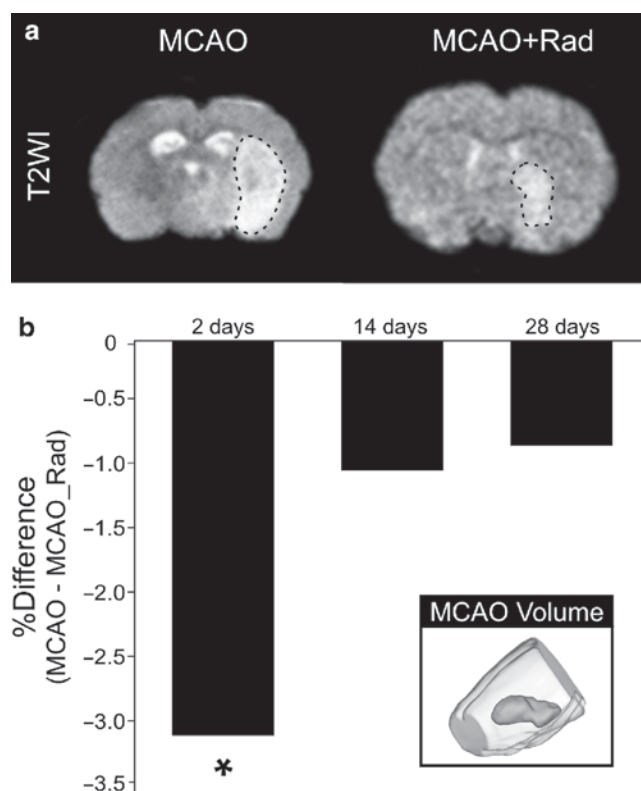 a
MCAO
MCAO+Rad
T2WI
b
2 days
14 days
28 days
0
–0.5
–1.0
–1.5
–2.0
–2.5
–3.0
–3.5
%Difference
(MCAO - MCAO_Rad)
*
MCAO Volume